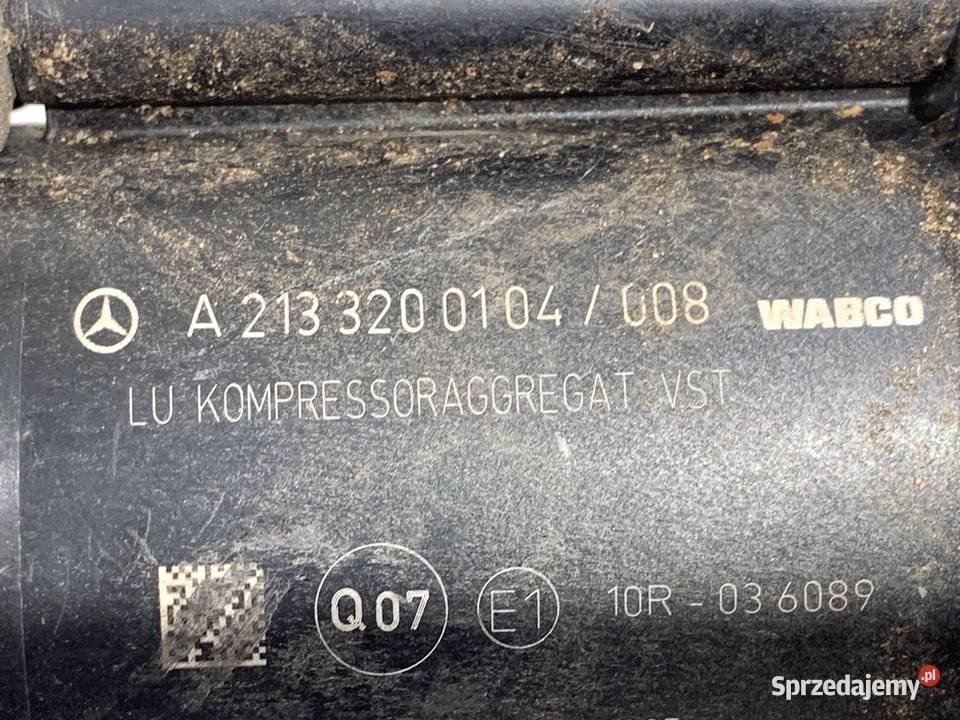 A 213 320 01 04 / 008 WABCO
LU KOMPRESSORAGGREGAT VST
Q07 E1 10R - 03 6089
Sprzedajemy.pl